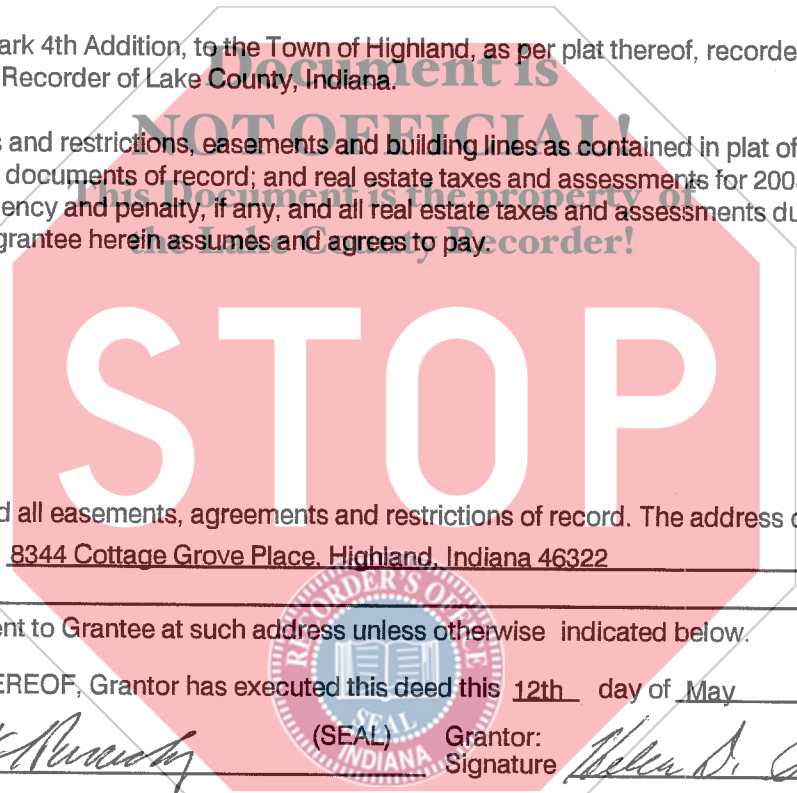 ark 4th Addition, to the Town of Highland, as per plat thereof, recorde
Document is
Recorder of Lake County, Indiana.
NOT OFFICIAL!
s and restrictions, easements and building lines as contained in plat of
documents of record; and real estate taxes and assessments for 200
This Document is the property of
ency and penalty, if any, and all real estate taxes and assessments du
grantee herein assumes and agrees to pay.
the Lake County Recorder!
STOP
d all easements, agreements and restrictions of record. The address o
8344 Cottage Grove Place, Highland, Indiana 46322
RECORDER'S OFFICE
ent to Grantee at such address unless otherwise indicated below.
EREOF, Grantor has executed this deed this 12th day of May
SEAL
(SEAL) Grantor:
INDIANA
Signature Helen D.